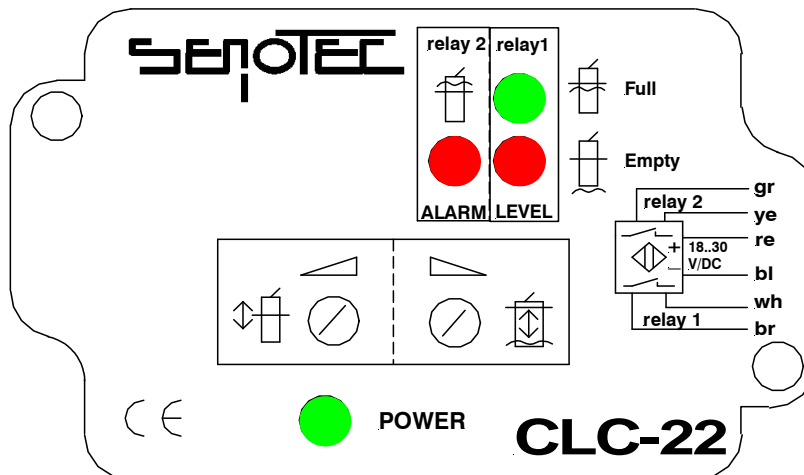 SENSOTEC
relay 2 relay1
Full
Empty
ALARM LEVEL
gr
relay 2
ye
+ 18..30 re
V/DC
– bl
wh
relay 1
br
CE POWER
CLC-22